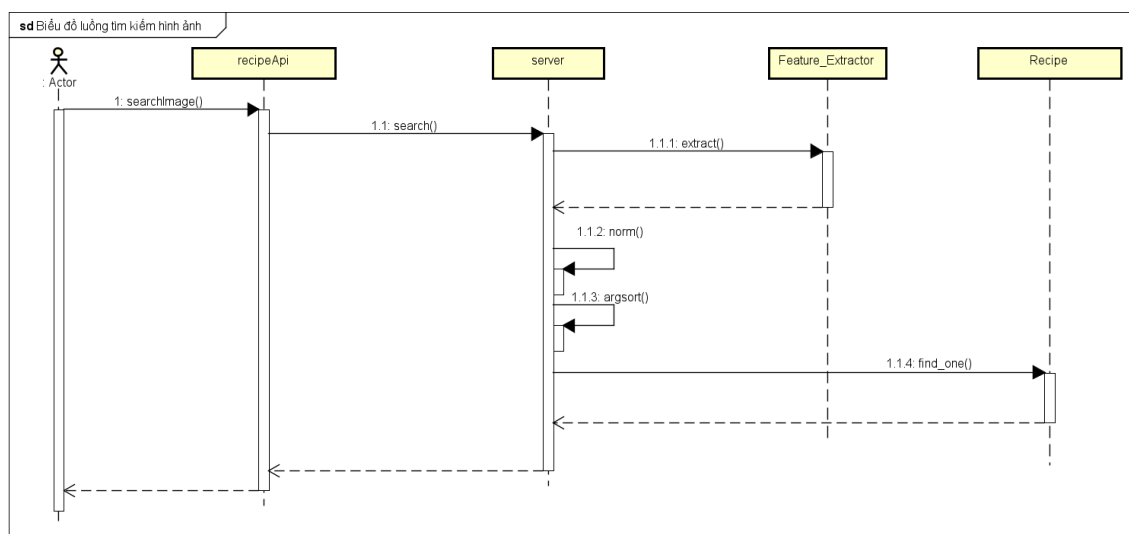 sd Biểu đồ luồng tìm kiếm hình ảnh
: Actor
recipeApi
server
Feature_Extractor
Recipe
1: searchImage()
1.1: search()
1.1.1: extract()
1.1.2: norm()
1.1.3: argsort()
1.1.4: find_one()